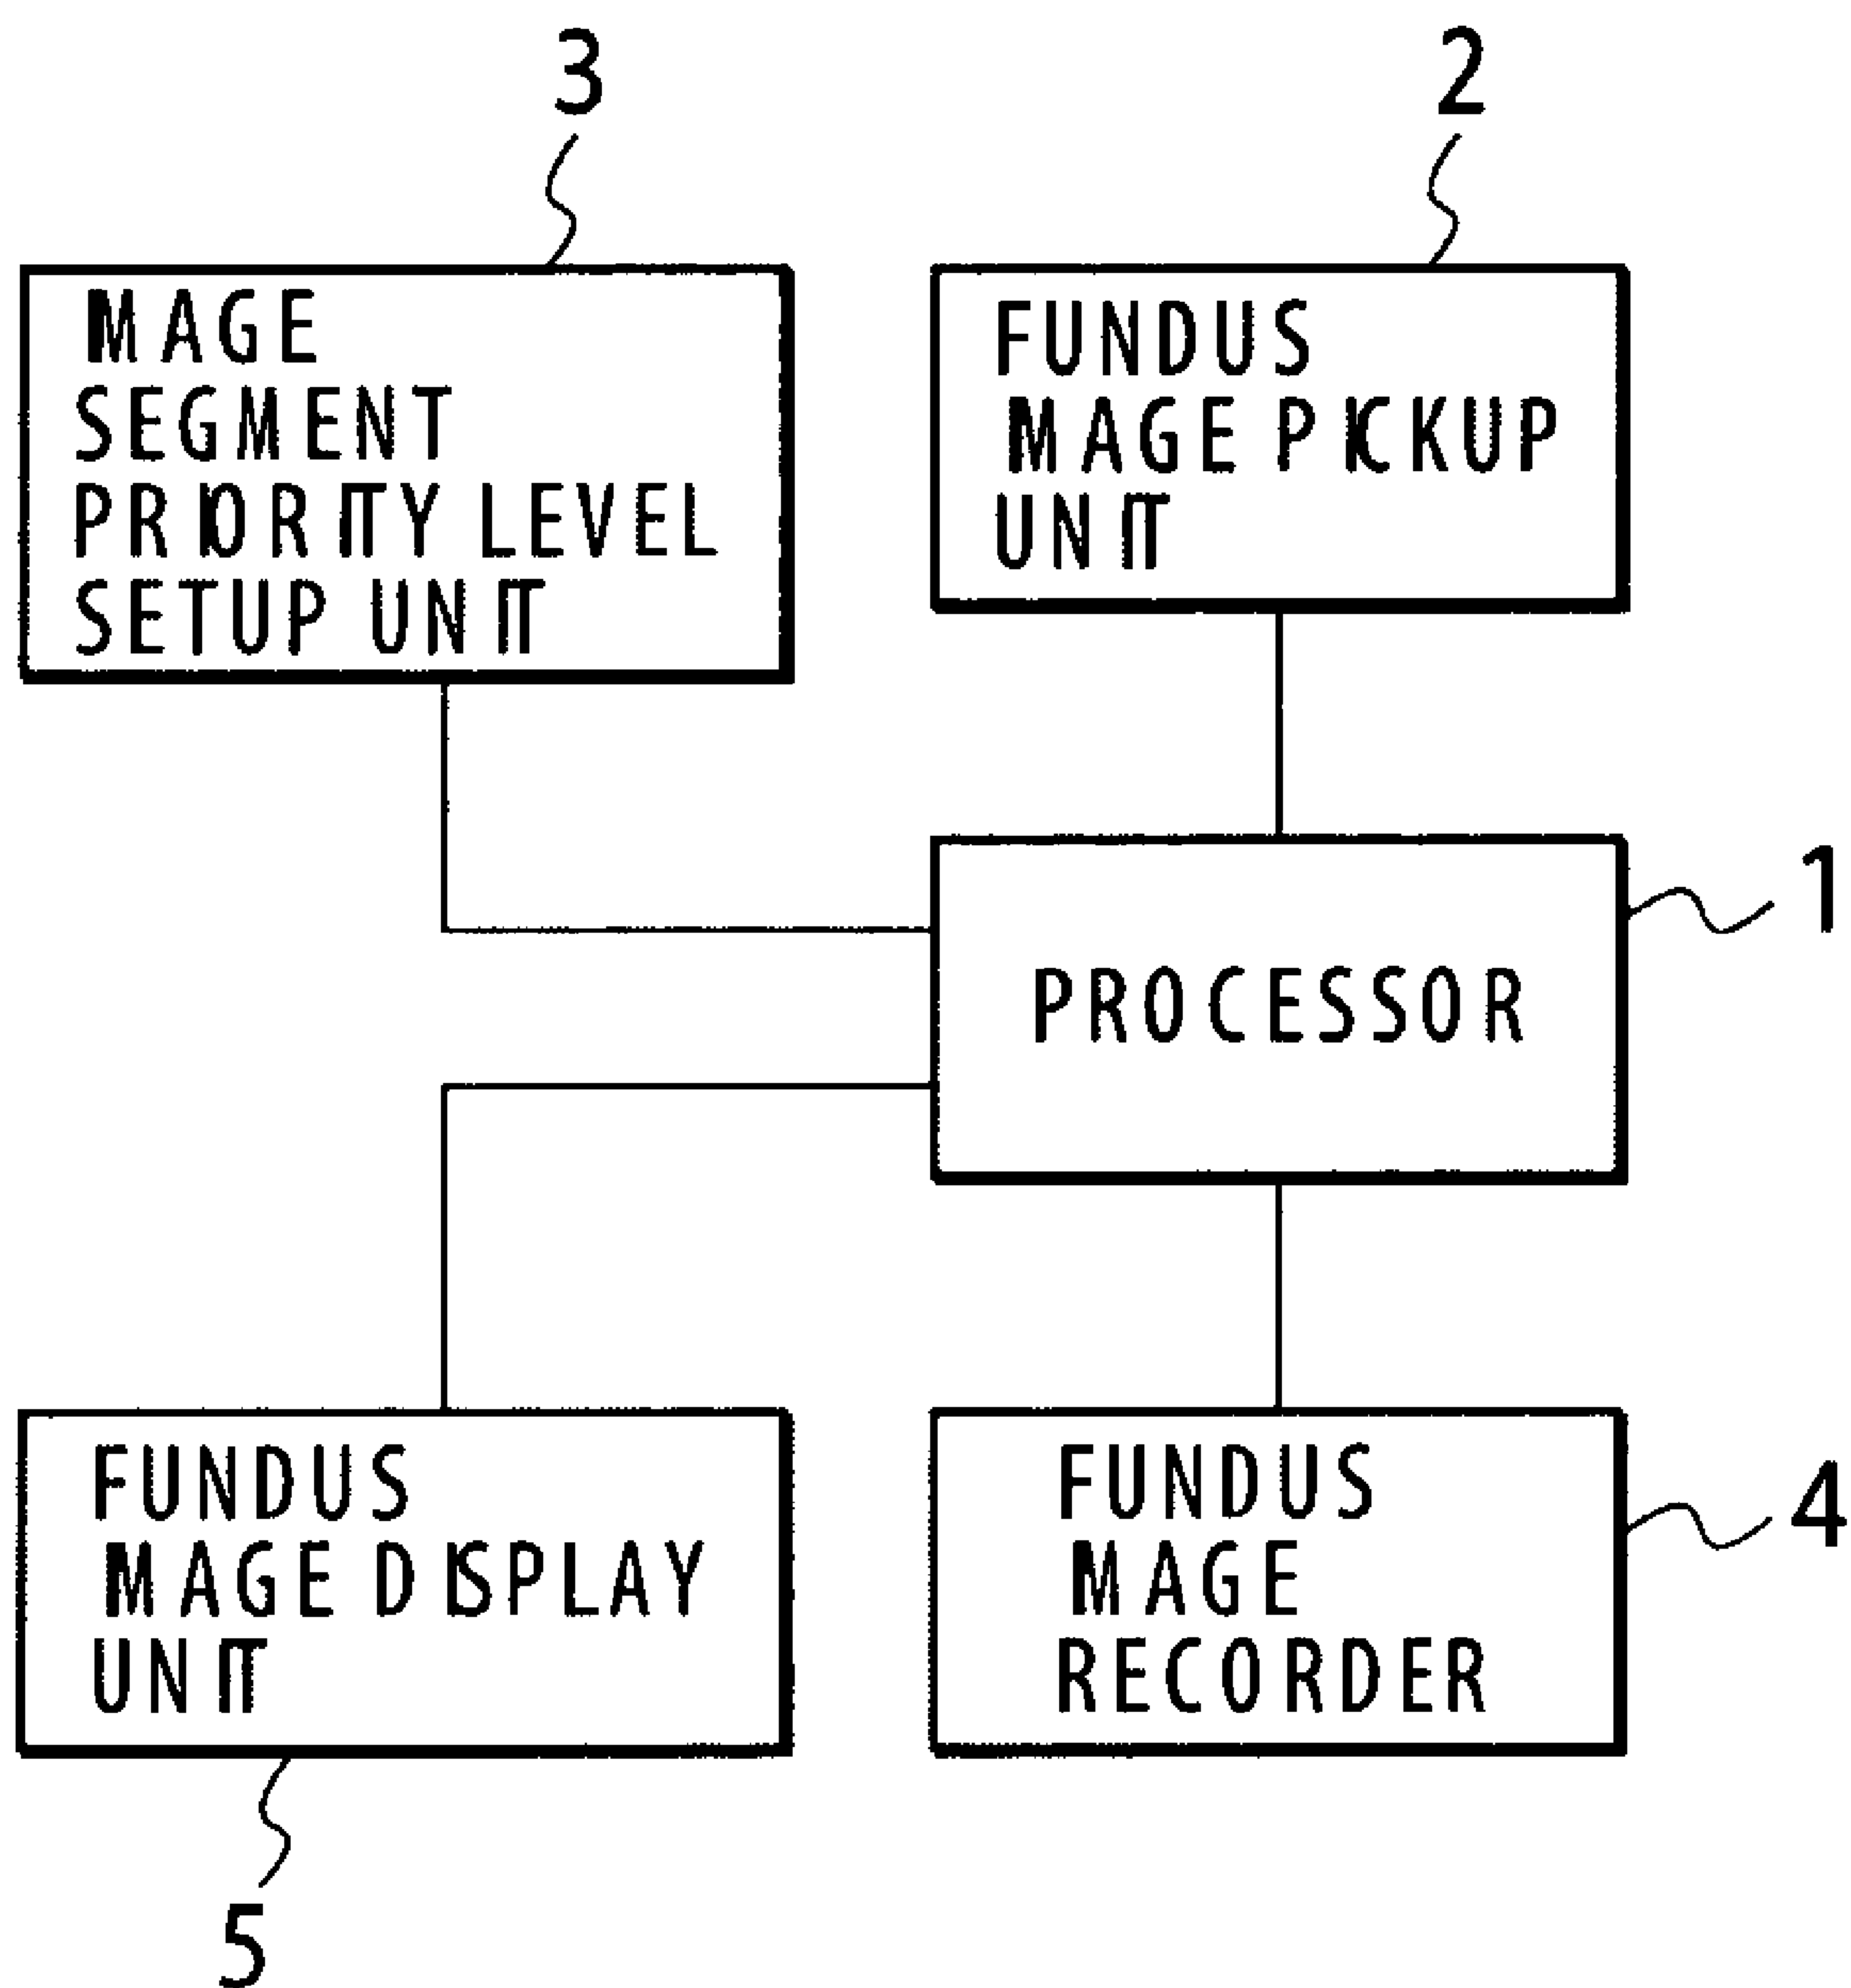 3
2
IMAGE
SEGMENT
PRIORITY LEVEL
SETUP UNIT
FUNDUS
IMAGE PICKUP
UNIT
1
PROCESSOR
FUNDUS
IMAGE DISPLAY
UNIT
FUNDUS
IMAGE
RECORDER
4
5